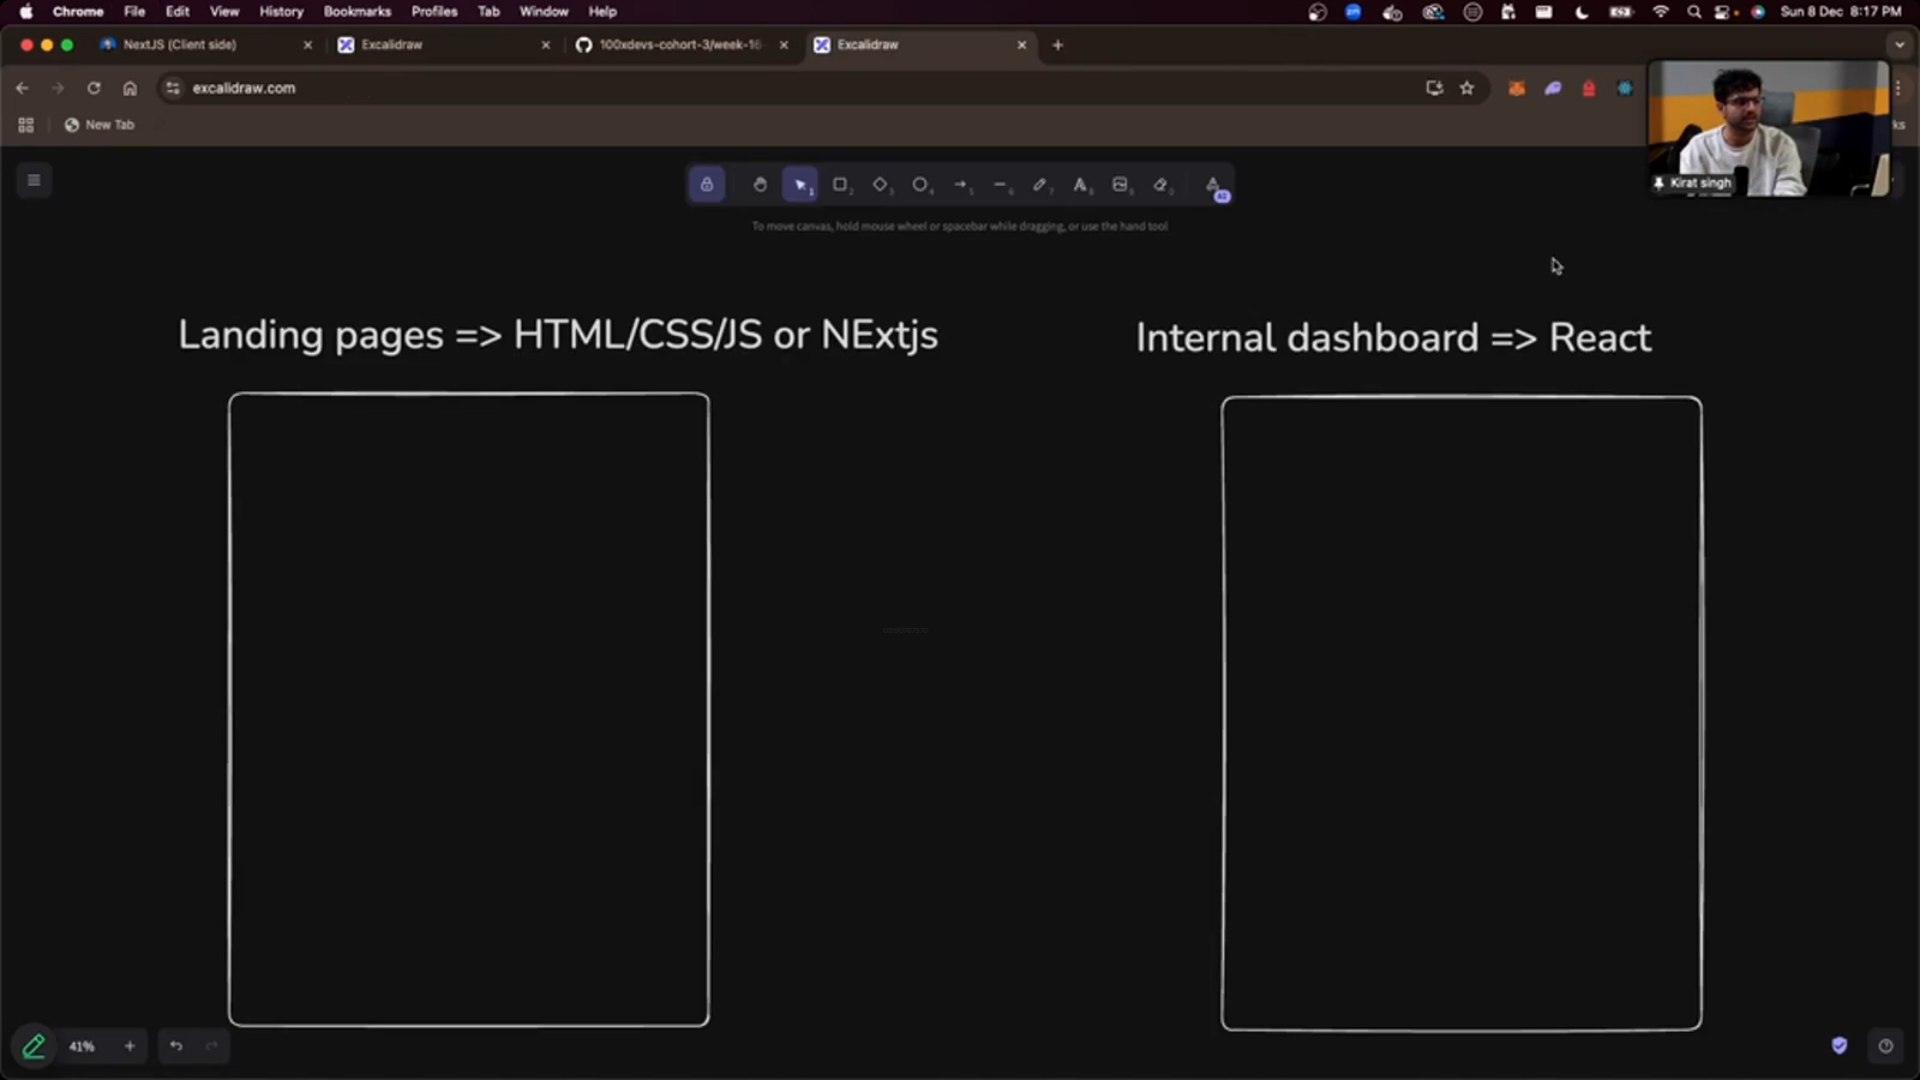 Chrome File Edit View History Bookmarks Profiles Tab Window Help
Sun 8 Dec 8:17 PM
NextJS (Client side)
Excalidraw
100xdevs-cohort-3/week-16
Excalidraw
excalidraw.com
New Tab
Kirat singh
To move canvas, hold mouse wheel or spacebar while dragging, or use the hand tool
Landing pages => HTML/CSS/JS or NExtjs
Internal dashboard => React
41%